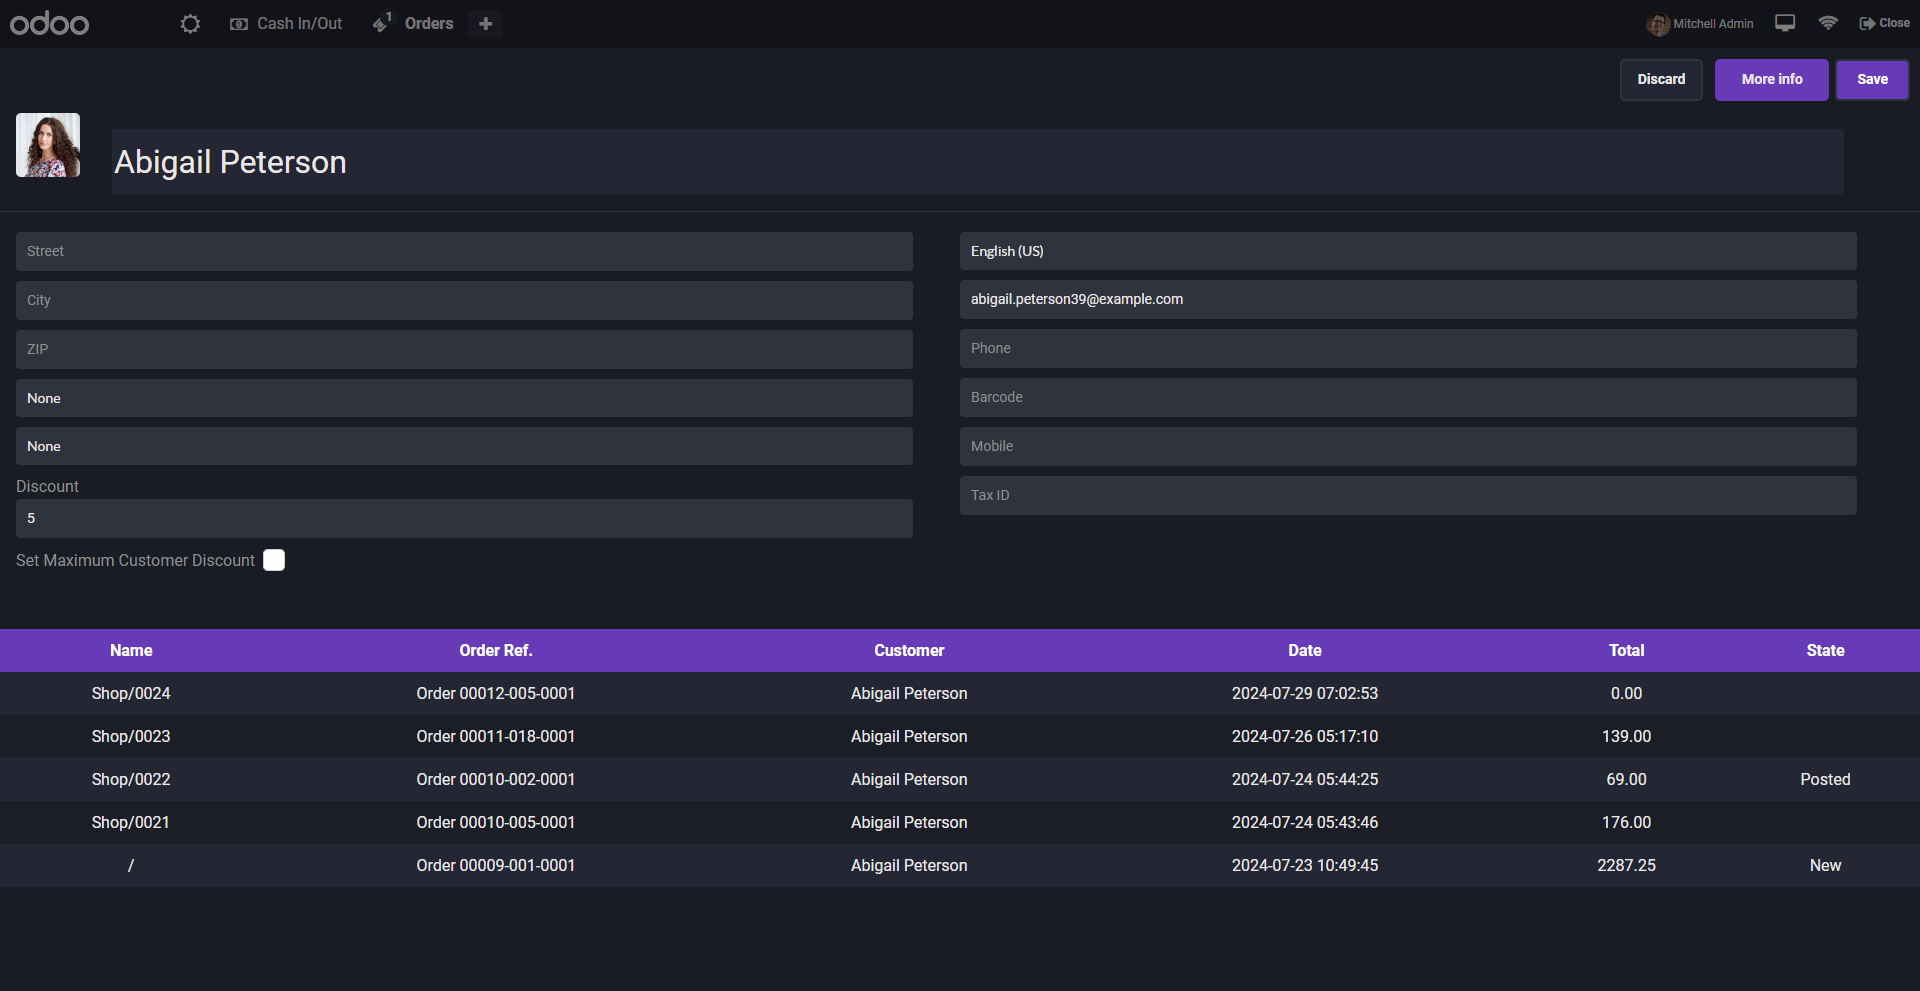 odoo Cash In/Out 1 Orders + Mitchell Admin Close
Discard More info Save
Abigail Peterson
Street English (US)
City abigail.peterson39@example.com
ZIP Phone
None Barcode
None Mobile
Discount
5 Tax ID
Set Maximum Customer Discount
Name Order Ref. Customer Date Total State
Shop/0024 Order 00012-005-0001 Abigail Peterson 2024-07-29 07:02:53 0.00
Shop/0023 Order 00011-018-0001 Abigail Peterson 2024-07-26 05:17:10 139.00
Shop/0022 Order 00010-002-0001 Abigail Peterson 2024-07-24 05:44:25 69.00 Posted
Shop/0021 Order 00010-005-0001 Abigail Peterson 2024-07-24 05:43:46 176.00
/ Order 00009-001-0001 Abigail Peterson 2024-07-23 10:49:45 2287.25 New